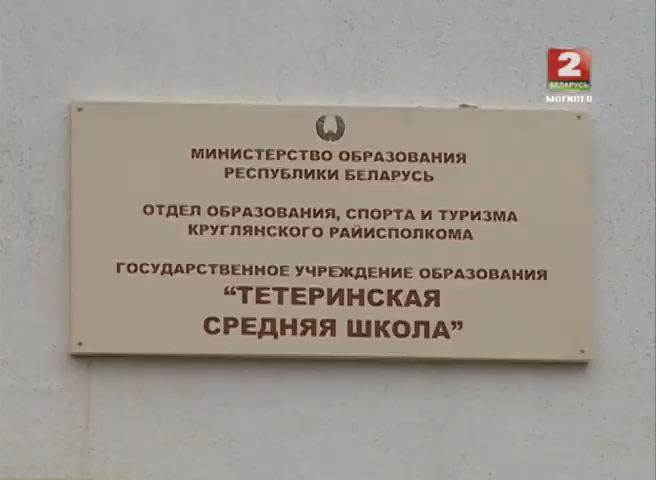 2
БЕЛАРУСЬ
МОГИЛЕВ
МИНИСТЕРСТВО ОБРАЗОВАНИЯ
РЕСПУБЛИКИ БЕЛАРУСЬ
ОТДЕЛ ОБРАЗОВАНИЯ, СПОРТА И ТУРИЗМА
КРУГЛЯНСКОГО РАЙИСПОЛКОМА
ГОСУДАРСТВЕННОЕ УЧРЕЖДЕНИЕ ОБРАЗОВАНИЯ
“ТЕТЕРИНСКАЯ
СРЕДНЯЯ ШКОЛА”